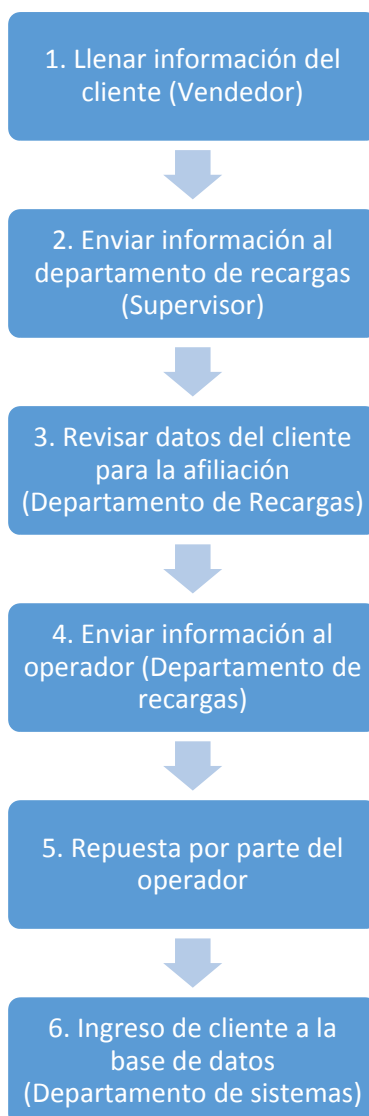 1. Llenar información del
cliente (Vendedor)
2. Enviar información al
departamento de recargas
(Supervisor)
3. Revisar datos del cliente
para la afiliación
(Departamento de Recargas)
4. Enviar información al
operador (Departamento de
recargas)
5. Repuesta por parte del
operador
6. Ingreso de cliente a la
base de datos
(Departamento de sistemas)